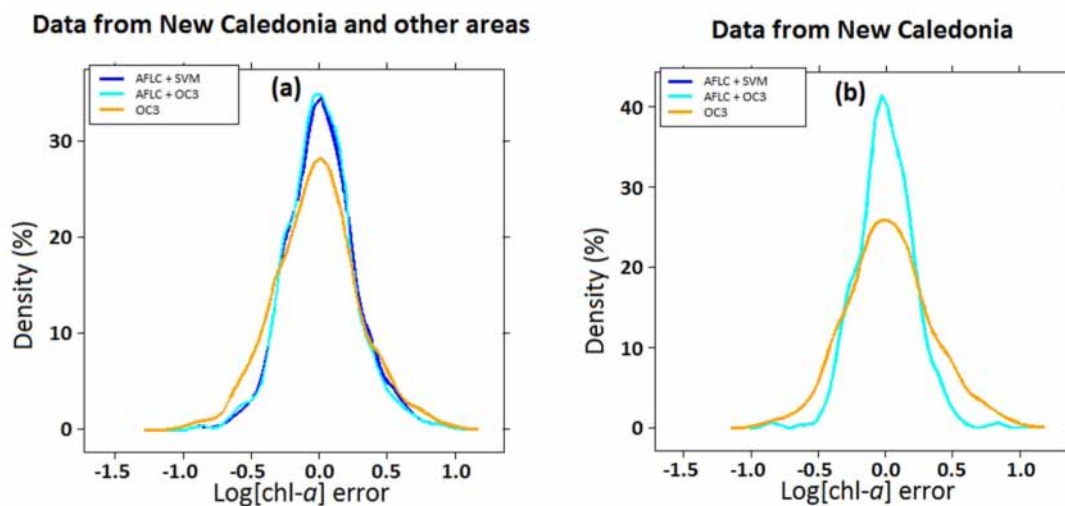 Data from New Caledonia and other areas
AFLC + SVM
AFLC + OC3
OC3
(a)
30
20
10
0
Density (%)
-1.5 -1.0 -0.5 0.0 0.5 1.0
Log[chl-a] error
Data from New Caledonia
AFLC + SVM
AFLC + OC3
OC3
(b)
40
30
20
10
0
Density (%)
-1.5 -1.0 -0.5 0.0 0.5 1.0
Log[chl-a] error